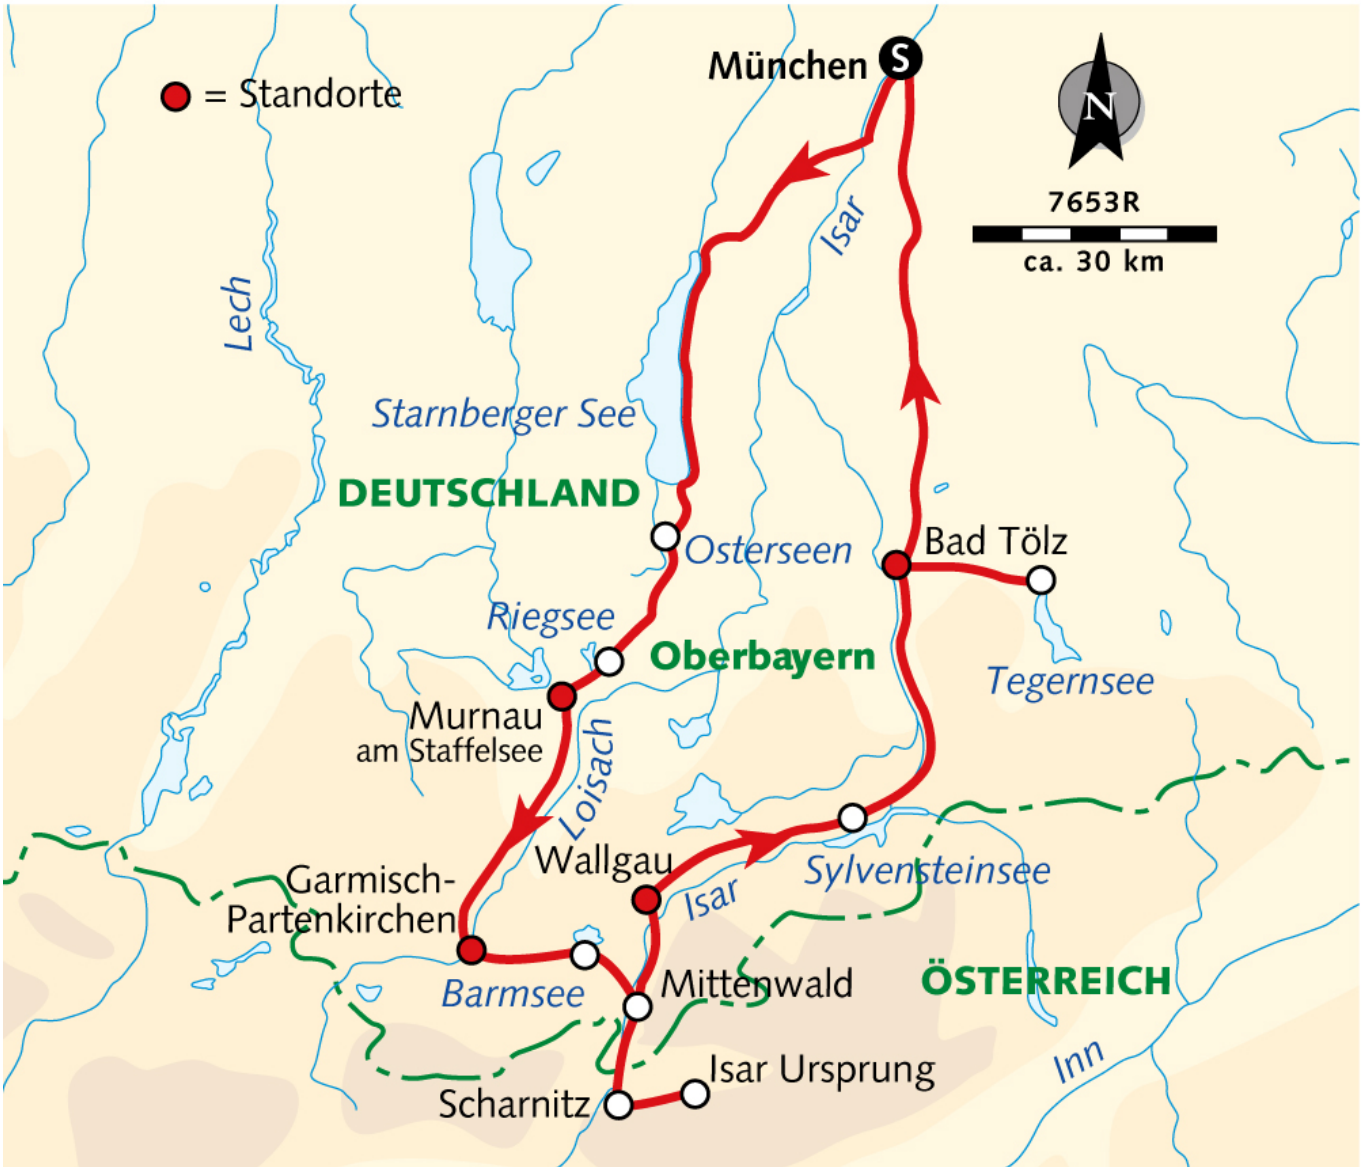 München S
= Standorte
N
7653R
ca. 30 km
Isar
Lech
Starnberger See
DEUTSCHLAND
Osterseen
Bad Tölz
Riegsee
Oberbayern
Tegernsee
Murnau
am Staffelsee
Loisach
Wallgau
Sylvensteinsee
Garmisch-
Partenkirchen
Isar
Barmsee
Mittenwald
ÖSTERREICH
Inn
Isar Ursprung
Scharnitz